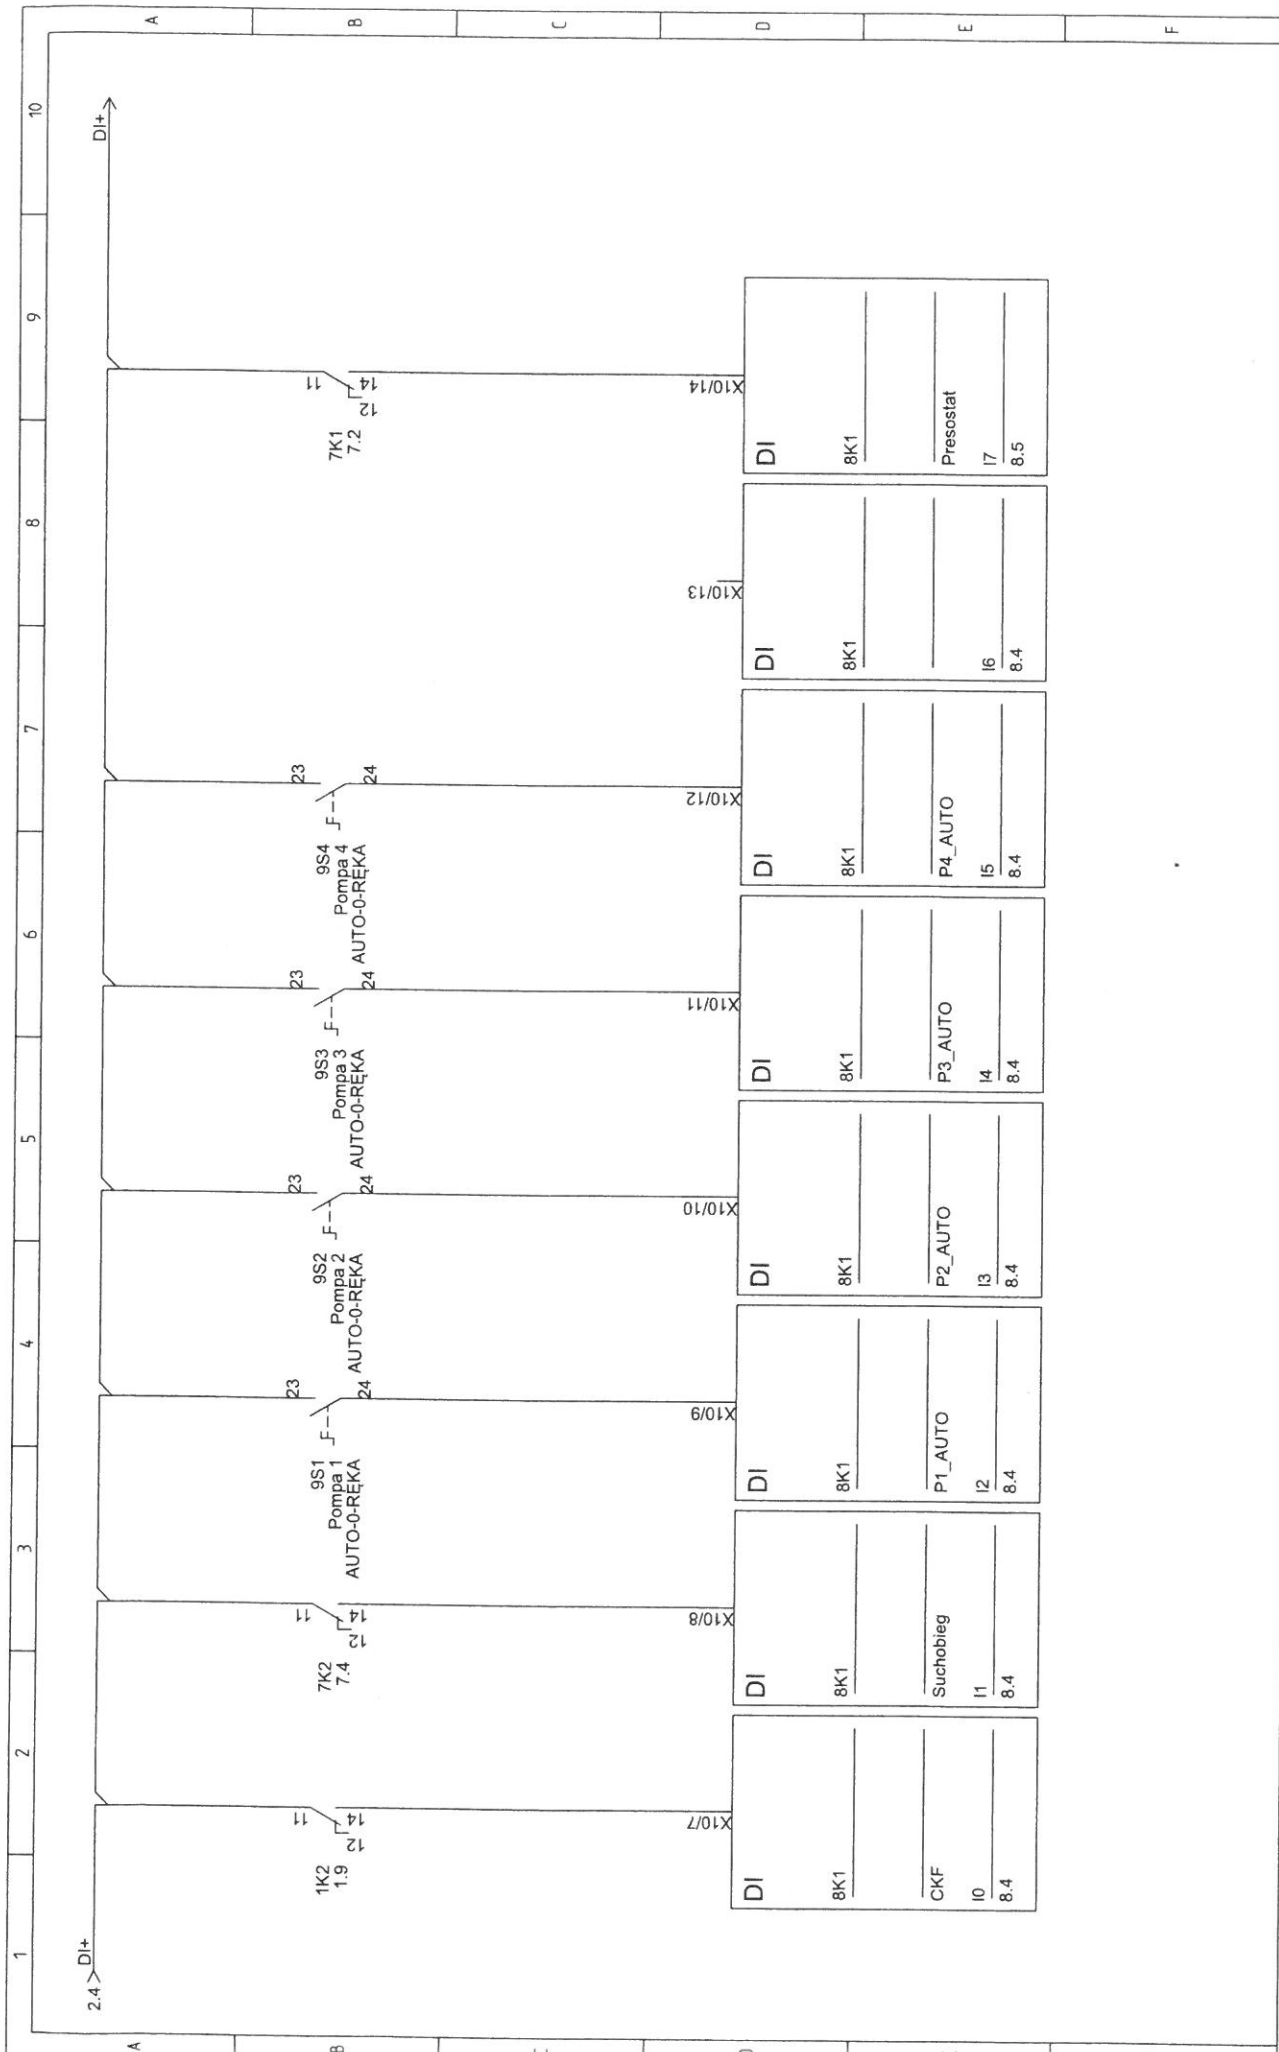 1 2 3 4 5 6 7 8 9 10
A
B
C
D
E
F
A
B
2.4 DI+
DI+
1K2
1.9
11
12
14
7K2
7.4
11
12
14
9S1
Pompa 1
AUTO-0-RĘKA
23
24
9S2
Pompa 2
AUTO-0-RĘKA
23
24
9S3
Pompa 3
AUTO-0-RĘKA
23
24
9S4
Pompa 4
AUTO-0-RĘKA
23
24
7K1
7.2
11
12
14
X10/7
X10/8
X10/9
X10/10
X10/11
X10/12
X10/13
X10/14
DI
8K1
CKF
I0
8.4
DI
8K1
Suchobieg
I1
8.4
DI
8K1
P1_AUTO
I2
8.4
DI
8K1
P2_AUTO
I3
8.4
DI
8K1
P3_AUTO
I4
8.4
DI
8K1
P4_AUTO
I5
8.4
DI
8K1
I6
8.4
DI
8K1
Presostat
I7
8.5